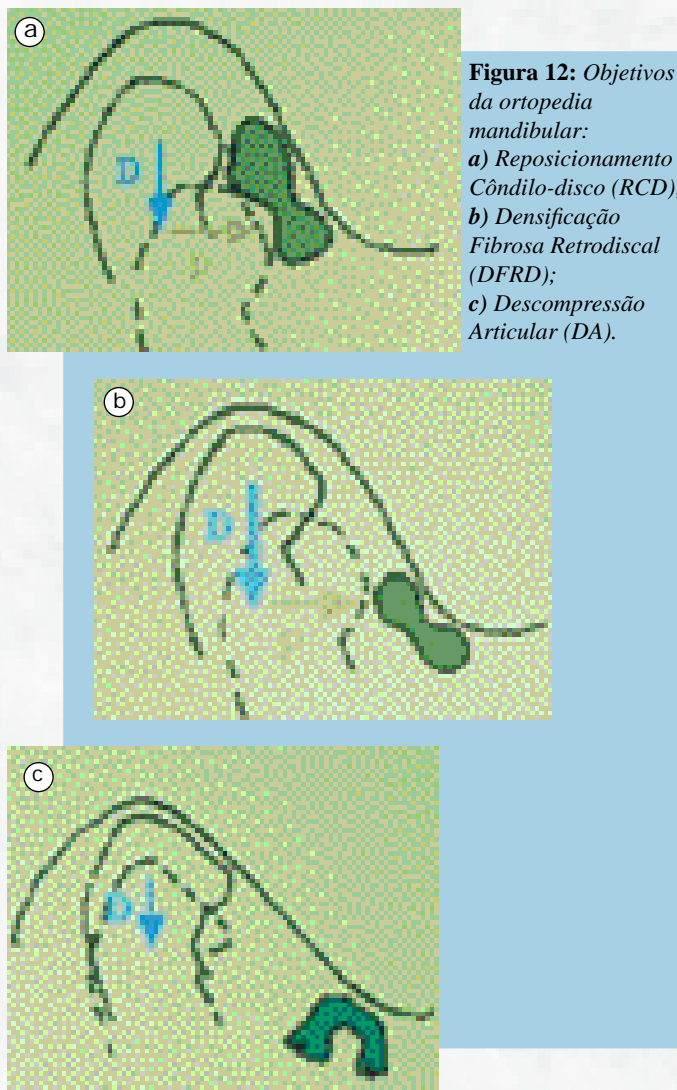 a
Figura 12: Objetivos
da ortopedia
mandibular:
a) Reposicionamento
Côndilo-disco (RCD);
b) Densificação
Fibrosa Retrodiscal
(DFRD);
c) Descompressão
Articular (DA).
D
b
D
c
D